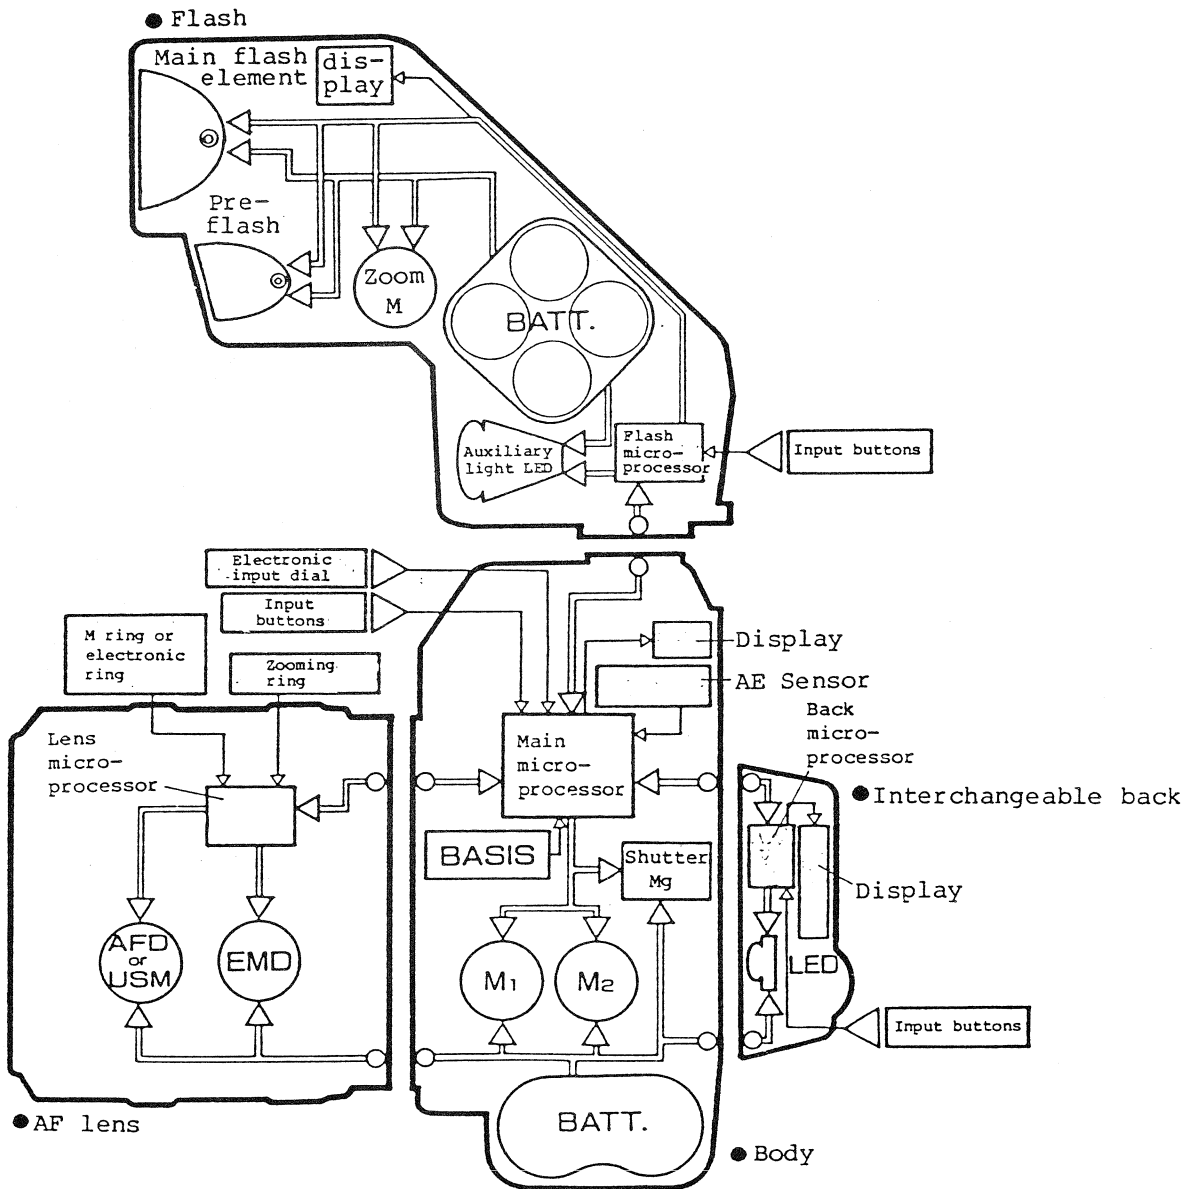 ● Flash
Main flash
element
dis-
play
Pre-
flash
Zoom
M
BATT.
Auxiliary
light LED
Flash
micro-
processor
Input buttons
Electronic
input dial
Input
buttons
M ring or
electronic
ring
Zooming
ring
Display
AE Sensor
Back
micro-
processor
Lens
micro-
processor
Main
micro-
processor
● Interchangeable back
BASIS
Shutter
Mg
Display
AFD
or
USM
EMD
M1
M2
LED
Input buttons
BATT.
● AF lens
● Body